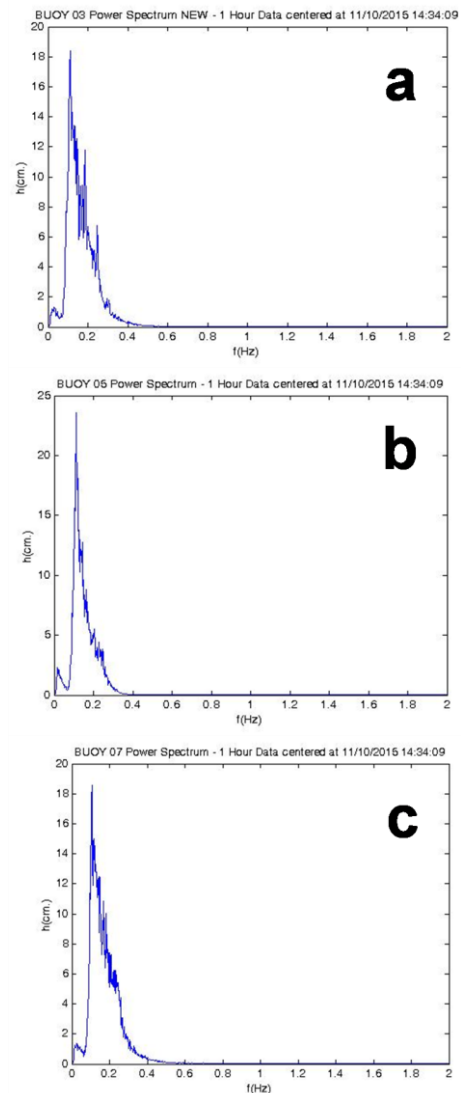 BUOY 03 Power Spectrum NEW - 1 Hour Data centered at 11/10/2015 14:34:09
a
20
18
16
14
12
10
8
6
4
2
0
h(cm.)
0 0.2 0.4 0.6 0.8 1 1.2 1.4 1.6 1.8 2
f(Hz)
BUOY 05 Power Spectrum - 1 Hour Data centered at 11/10/2015 14:34:09
b
25
20
15
10
5
0
h(cm.)
0 0.2 0.4 0.6 0.8 1 1.2 1.4 1.6 1.8 2
f(Hz)
BUOY 07 Power Spectrum - 1 Hour Data centered at 11/10/2015 14:34:09
c
20
18
16
14
12
10
8
6
4
2
0
h(cm.)
0 0.2 0.4 0.6 0.8 1 1.2 1.4 1.6 1.8 2
f(Hz)